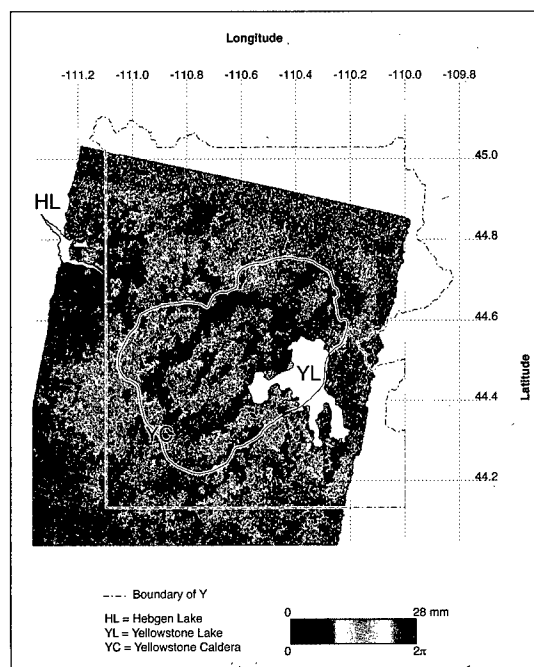 Longitude
-111.2 -111.0 -110.8 -110.6 -110.4 -110.2 -110.0 -109.8
45.0
HL
44.8
44.6
YL
44.4
Latitude
YC
44.2
Boundary of Y
HL = Hebgen Lake
YL = Yellowstone Lake
YC = Yellowstone Caldera
0 28 mm
0 2π